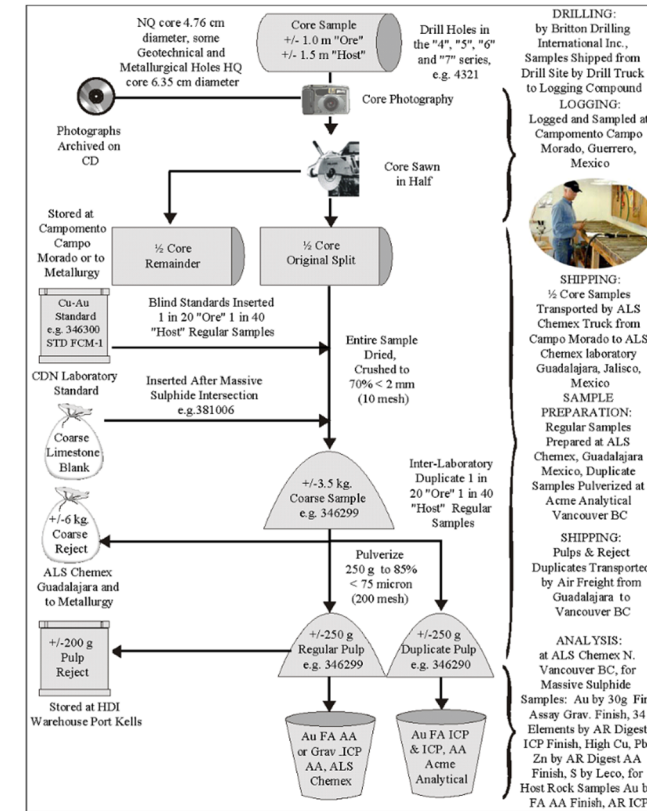 NQ core 4.76 cm
diameter, some
Geotechnical and
Metallurgical Holes HQ
core 6.35 cm diameter
Core Sample
+/- 1.0 m "Ore"
+/- 1.5 m "Host"
Drill Holes in
the "4", "5", "6"
and "7" series,
e.g. 4321
Core Photography
Photographs
Archived on
CD
Core Sawn
in Half
Stored at
Campomento
Campo
Morado or to
Metallurgy
½ Core
Remainder
½ Core
Original Split
Cu-Au
Standard
e.g. 346300
STD FCM-1
CDN Laboratory
Standard
Blind Standards Inserted
1 in 20 "Ore" 1 in 40
"Host" Regular Samples
Entire Sample
Dried,
Crushed to
70% < 2 mm
(10 mesh)
Inserted After Massive
Sulphide Intersection
e.g.381006
Coarse
Limestone
Blank
+/-3.5 kg.
Coarse Sample
e.g. 346299
Inter-Laboratory
Duplicate 1 in
20 "Ore" 1 in 40
"Host" Regular
Samples
+/-6 kg.
Coarse
Reject
ALS Chemex
Guadalajara and
to Metallurgy
Pulverize
250 g to 85%
< 75 micron
(200 mesh)
+/-200 g
Pulp
Reject
Stored at HDI
Warehouse Port Kells
+/-250 g
Regular Pulp
e.g. 346299
+/-250 g
Duplicate Pulp
e.g. 346290
Au FA AA
or Grav .ICP
AA, ALS
Chemex
Au FA ICP
& ICP, AA
Acme
Analytical
DRILLING:
by Britton Drilling
International Inc.,
Samples Shipped from
Drill Site by Drill Truck
to Logging Compound
LOGGING:
Logged and Sampled at
Campomento Campo
Morado, Guerrero,
Mexico
SHIPPING:
½ Core Samples
Transported by ALS
Chemex Truck from
Campo Morado to ALS
Chemex laboratory
Guadalajara, Jalisco,
Mexico
SAMPLE
PREPARATION:
Regular Samples
Prepared at ALS
Chemex, Guadalajara
Mexico, Duplicate
Samples Pulverized at
Acme Analytical
Vancouver BC
SHIPPING:
Pulps & Reject
Duplicates Transported
by Air Freight from
Guadalajara to
Vancouver BC
ANALYSIS:
at ALS Chemex N.
Vancouver BC, for
Massive Sulphide
Samples: Au by 30g
Assay Grav. Finish, 34
Elements by AR Digest
ICP Finish, High Cu, Pb
Zn by AR Digest AA
Finish, S by Leco, for
Host Rock Samples Au
FA AA Finish, AR ICP